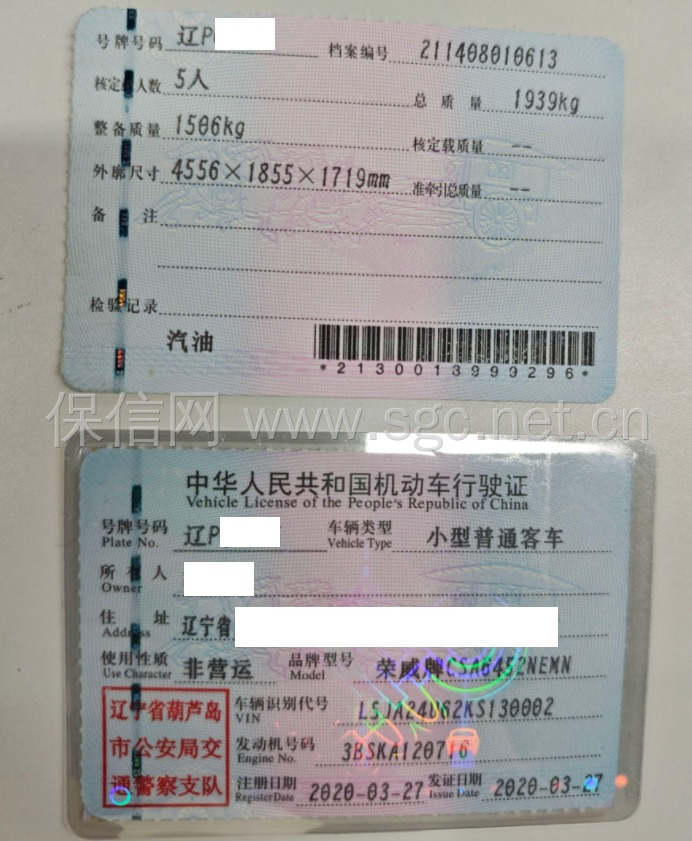 号牌号码 辽P 档案编号 211408010613
核定载人数 5人 总质量 1939kg
整备质量 1506kg 核定载质量 --
外廓尺寸 4556×1855×1719mm 准牵引总质量 --
备注
检验记录
汽油
*2130013999296*
保信网 www.sgc.net.cn
中华人民共和国机动车行驶证
Vehicle License of the People's Republic of China
号牌号码 辽P 车辆类型 小型普通客车
Plate No. Vehicle Type
所有人
Owner
住址 辽宁省
Address
使用性质 非营运 品牌型号 荣威牌CSA6452NEMN
Use Character Model
辽宁省葫芦岛 车辆识别代号 LSJA24U62KS130002
VIN
市公安局交 发动机号码 3BSKA120716
Engine No.
通警察支队 注册日期 2020-03-27 发证日期 2020-03-27
Register Date Issue Date